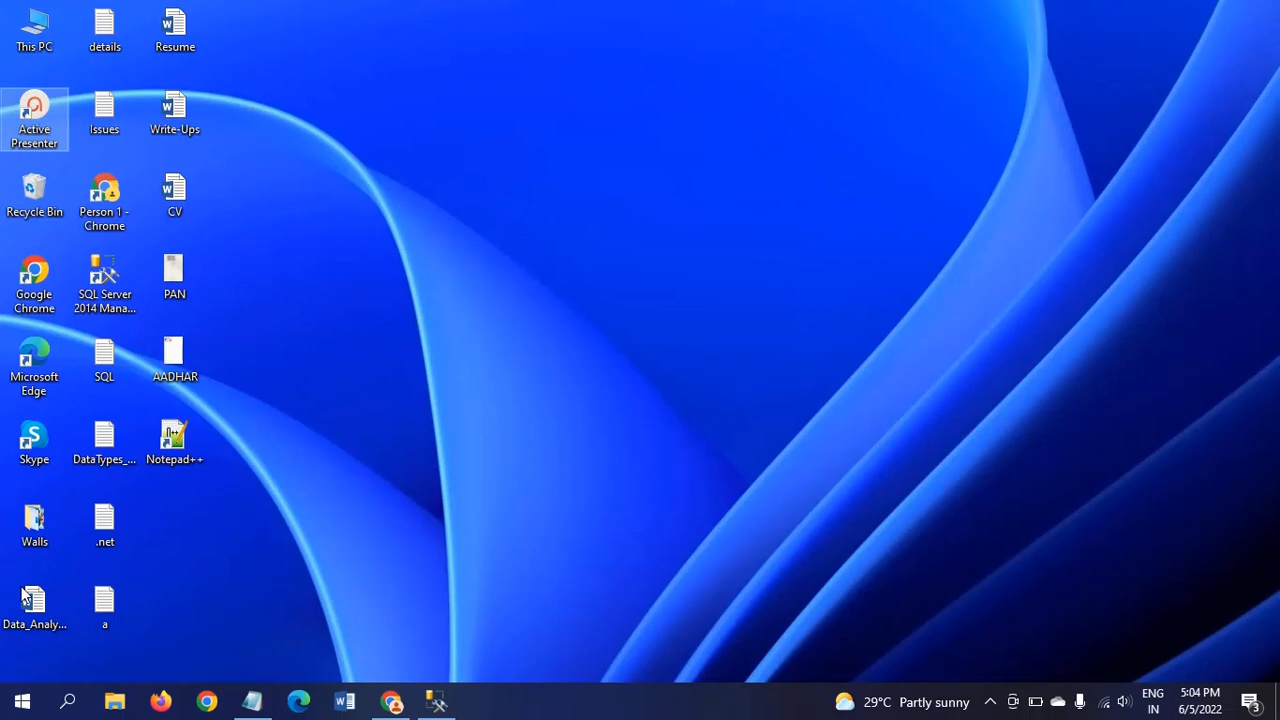 This PC
details
Resume
Active
Presenter
Issues
Write-Ups
Recycle Bin
Person 1 -
Chrome
CV
Google
Chrome
SQL Server
2014 Mana...
PAN
Microsoft
Edge
SQL
AADHAR
Skype
DataTypes_...
Notepad++
Walls
.net
Data_Analy...
a
29°C Partly sunny
ENG
IN
5:04 PM
6/5/2022
3